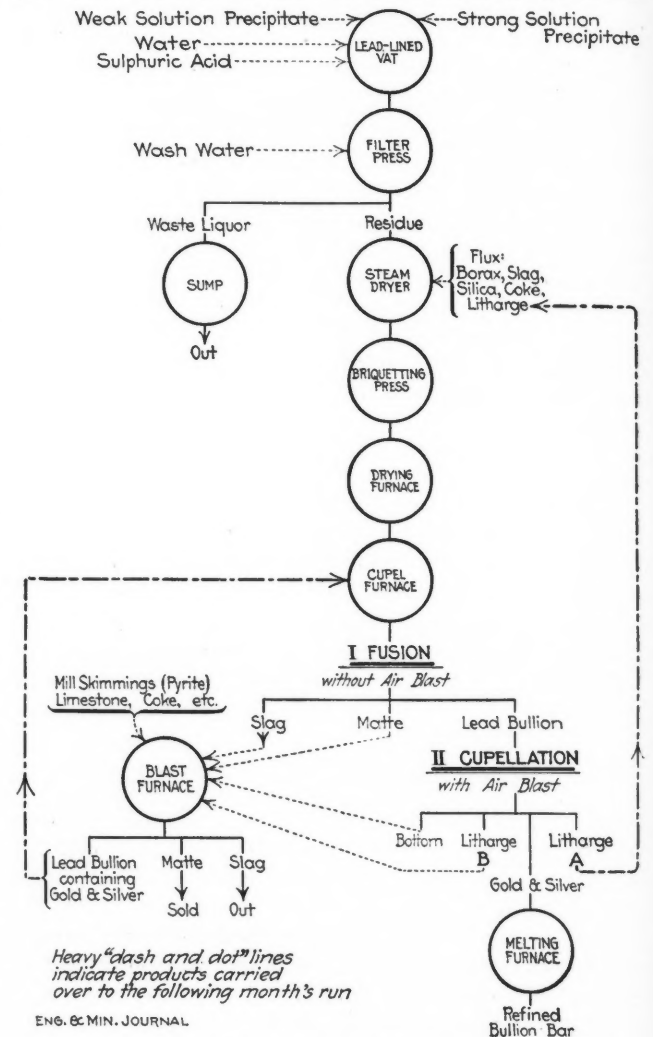 Weak Solution Precipitate
Strong Solution
Precipitate
Water
Sulphuric Acid
LEAD-LINED
VAT
Wash Water
FILTER
PRESS
Waste Liquor
Residue
SUMP
Out
STEAM
DRYER
Flux:
Borax, Slag,
Silica, Coke,
Litharge
BRIQUETTING
PRESS
DRYING
FURNACE
CUPEL
FURNACE
I FUSION
without Air Blast
Mill Skimmings (Pyrite)
Limestone, Coke, etc.
Slag
Matte
Lead Bullion
BLAST
FURNACE
II CUPELLATION
with Air Blast
Bottom
Litharge
B
Litharge
A
Gold & Silver
Lead Bullion
containing
Gold & Silver
Matte
Slag
Sold
Out
MELTING
FURNACE
Refined
Bullion Bar
Heavy "dash and dot" lines
indicate products carried
over to the following month's run
ENG. & MIN. JOURNAL